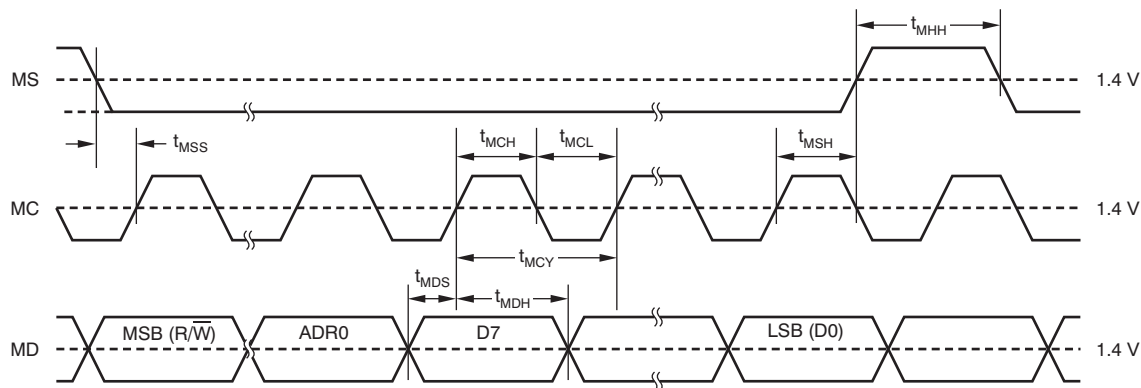 tMHH
MS
1.4 V
tMSS
tMCH
tMCL
tMSH
MC
1.4 V
tMCY
tMDS
tMDH
MSB (R/W̅)
ADR0
D7
LSB (D0)
MD
1.4 V